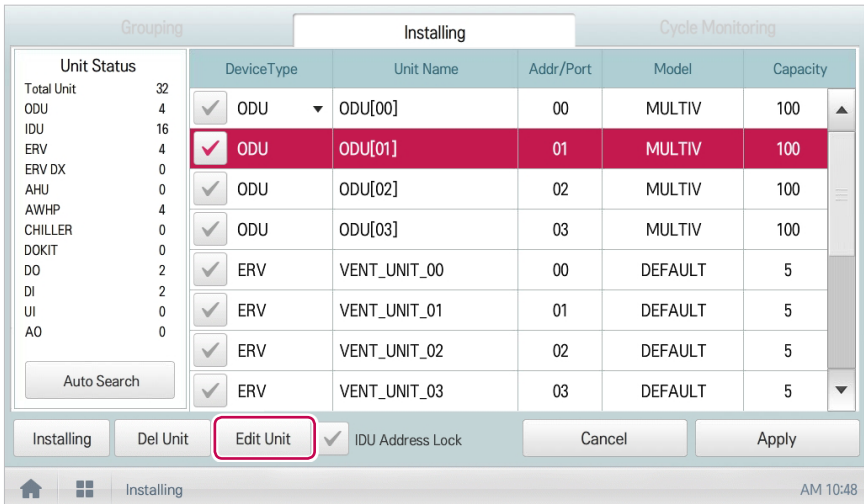 Grouping Installing Cycle Monitoring
Unit Status
Total Unit 32
ODU 4
IDU 16
ERV 4
ERV DX 0
AHU 0
AWHP 4
CHILLER 0
DOKIT 0
DO 2
DI 2
UI 0
AO 0
Auto Search
DeviceType Unit Name Addr/Port Model Capacity
ODU ODU[00] 00 MULTIV 100
ODU ODU[01] 01 MULTIV 100
ODU ODU[02] 02 MULTIV 100
ODU ODU[03] 03 MULTIV 100
ERV VENT_UNIT_00 00 DEFAULT 5
ERV VENT_UNIT_01 01 DEFAULT 5
ERV VENT_UNIT_02 02 DEFAULT 5
ERV VENT_UNIT_03 03 DEFAULT 5
Installing Del Unit Edit Unit IDU Address Lock Cancel Apply
Installing AM 10:48